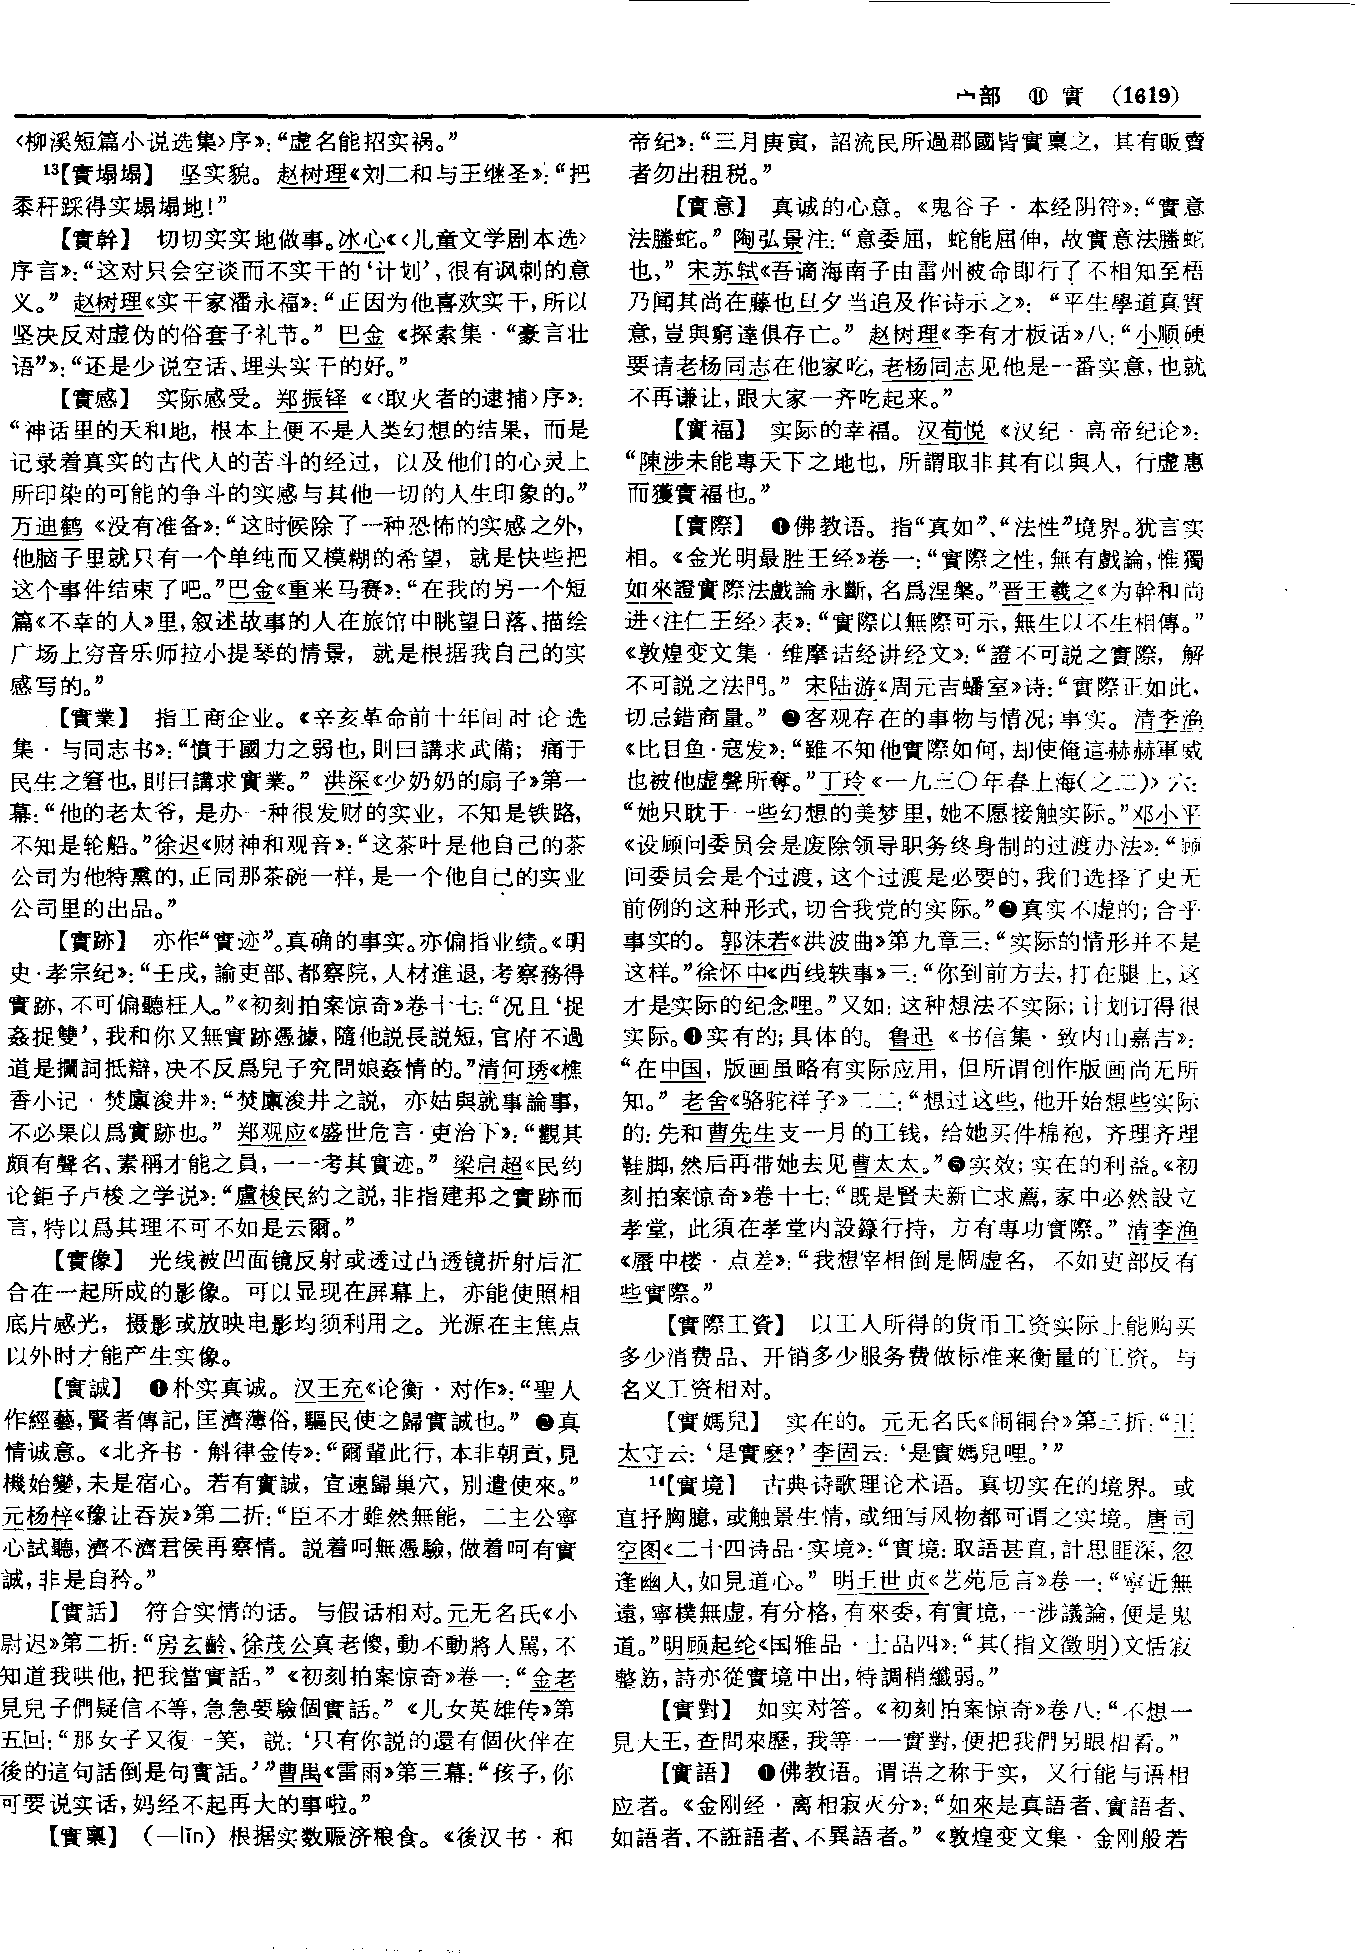 宀部 ⑪ 實 (1619)
〈柳溪短篇小说选集〉序》：“虚名能招实祸。”
13【實塌塌】 坚实貌。赵树理《刘二和与王继圣》：“把
黍秆踩得实塌塌地！”
【實幹】 切切实实地做事。冰心《〈儿童文学剧本选〉
序言》：“这对只会空谈而不实干的‘计划’，很有讽刺的意
义。” 赵树理《实干家潘永福》：“正因为他喜欢实干，所以
坚决反对虚伪的俗套子礼节。” 巴金《探索集·“豪言壮
语”》：“还是少说空话、埋头实干的好。”
【實感】 实际感受。郑振铎《〈取火者的逮捕〉序》：
“神话里的天和地，根本上便不是人类幻想的结果，而是
记录着真实的古代人的苦斗的经过，以及他们的心灵上
所印染的可能的争斗的实感与其他一切的人生印象的。”
万迪鹤《没有准备》：“这时候除了一种恐怖的实感之外，
他脑子里就只有一个单纯而又模糊的希望，就是快些把
这个事件结束了吧。”巴金《重来马赛》：“在我的另一个短
篇《不幸的人》里，叙述故事的人在旅馆中眺望日落、描绘
广场上穷音乐师拉小提琴的情景，就是根据我自己的实
感写的。”
【實業】 指工商企业。《辛亥革命前十年间时论选
集·与同志书》：“憤于國力之弱也，則曰講求武備；痛于
民生之窘也，則曰講求實業。” 洪深《少奶奶的扇子》第一
幕：“他的老太爷，是办一种很发财的实业，不知是铁路，
不知是轮船。”徐迟《财神和观音》：“这茶叶是他自己的茶
公司为他特熏的，正同那茶碗一样，是一个他自己的实业
公司里的出品。”
【實跡】 亦作“實迹”。真确的事实。亦偏指业绩。《明
史·孝宗纪》：“壬戌，諭吏部、都察院，人材進退，考察務得
實跡，不可偏聽枉人。”《初刻拍案惊奇》卷十七：“况且‘捉
姦捉雙’，我和你又無實跡憑據，隨他説長説短，官府不過
道是攔詞抵辯，决不反爲兒子究問娘姦情的。”清何琇《樵
香小记·焚廪浚井》：“焚廪浚井之説，亦姑與就事論事，
不必果以爲實跡也。” 郑观应《盛世危言·吏治下》：“觀其
頗有聲名、素稱才能之員，一一考其實迹。” 梁启超《民约
论鉅子卢梭之学说》：“盧梭民約之説，非指建邦之實跡而
言，特以爲其理不可不如是云爾。”
【實像】 光线被凹面镜反射或透过凸透镜折射后汇
合在一起所成的影像。可以显现在屏幕上，亦能使照相
底片感光，摄影或放映电影均须利用之。光源在主焦点
以外时才能产生实像。
【實誠】 ❶朴实真诚。汉王充《论衡·对作》：“聖人
作經藝，賢者傳記，匡濟薄俗，驅民使之歸實誠也。” ❷真
情诚意。《北齐书·斛律金传》：“爾輩此行，本非朝貢，見
機始變，未是宿心。若有實誠，宜速歸巢穴，别遣使來。”
元杨梓《豫让吞炭》第二折：“臣不才雖然無能，二主公寧
心試聽，濟不濟君侯再察情。説着呵無憑驗，做着呵有實
誠，非是自矜。”
【實話】 符合实情的话。与假话相对。元无名氏《小
尉迟》第二折：“房玄齡、徐茂公真老傻，動不動將人駡，不
知道我哄他，把我當實話。” 《初刻拍案惊奇》卷一：“金老
見兒子們疑信不等，急急要驗個實話。” 《儿女英雄传》第
五回：“那女子又復一笑，説：‘只有你説的還有個伙伴在
後的這句話倒是句實話。’”曹禺《雷雨》第三幕：“孩子，你
可要说实话，妈经不起再大的事啦。”
【實稟】 （—lǐn）根据实数赈济粮食。《後汉书·和
帝纪》：“三月庚寅，詔流民所過郡國皆實稟之，其有販賣
者勿出租税。”
【實意】 真诚的心意。《鬼谷子·本经阴符》：“實意
法螣蛇。” 陶弘景注：“意委屈，蛇能屈伸，故實意法螣蛇
也。” 宋苏轼《吾谪海南子由雷州被命即行了不相知至梧
乃闻其尚在藤也旦夕当追及作诗示之》：“平生學道真實
意，豈與窮達俱存亡。” 赵树理《李有才板话》八：“小顺硬
要请老杨同志在他家吃，老杨同志见他是一番实意，也就
不再谦让，跟大家一齐吃起来。”
【實福】 实际的幸福。汉荀悦《汉纪·高帝纪论》：
“陳涉未能專天下之地也，所謂取非其有以與人，行虚惠
而獲實福也。”
【實際】 ❶佛教语。指“真如”、“法性”境界。犹言实
相。《金光明最胜王经》卷一：“實際之性，無有戲論，惟獨
如來證實際法戲論永斷，名爲涅槃。”晋王羲之《为幹和尚
进〈注仁王经〉表》：“實際以無際可示，無生以不生相傳。”
《敦煌变文集·维摩诘经讲经文》：“證不可説之實際，解
不可説之法門。” 宋陆游《周元吉蟠室》诗：“實際正如此，
切忌錯商量。” ❷客观存在的事物与情况；事实。清李渔
《比目鱼·寇发》：“雖不知他實際如何，却使俺這赫赫軍威
也被他虚聲所奪。”丁玲《一九三〇年春上海（之二）》六：
“她只耽于一些幻想的美梦里，她不愿接触实际。”邓小平
《设顾问委员会是废除领导职务终身制的过渡办法》：“顾
问委员会是个过渡，这个过渡是必要的，我们选择了史无
前例的这种形式，切合我党的实际。”❸真实不虚的；合乎
事实的。郭沫若《洪波曲》第九章三：“实际的情形并不是
这样。”徐怀中《西线轶事》三：“你到前方去，打在腿上，这
才是实际的纪念哩。”又如：这种想法不实际；计划订得很
实际。❹实有的；具体的。鲁迅《书信集·致内山嘉吉》：
“在中国，版画虽略有实际应用，但所谓创作版画尚无所
知。” 老舍《骆驼祥子》二二：“想过这些，他开始想些实际
的：先和曹先生支一月的工钱，给她买件棉袍，齐理齐理
鞋脚，然后再带她去见曹太太。”❺实效；实在的利益。《初
刻拍案惊奇》卷十七：“既是賢夫新亡求薦，家中必然設立
孝堂，此須在孝堂内設籙行持，方有專功實際。” 清李渔
《蜃中楼·点差》：“我想宰相倒是個虚名，不如吏部反有
些實際。”
【實際工資】 以工人所得的货币工资实际上能购买
多少消费品、开销多少服务费做标准来衡量的工资。与
名义工资相对。
【實媽兒】 实在的。元无名氏《闹铜台》第三折：“王
太守云：‘是實麽？’李固云：‘是實媽兒哩。’”
14【實境】 古典诗歌理论术语。真切实在的境界。或
直抒胸臆，或触景生情，或细写风物都可谓之实境。唐司
空图《二十四诗品·实境》：“實境：取語甚直，計思匪深，忽
逢幽人，如見道心。” 明王世贞《艺苑卮言》卷一：“寧近無
遠，寧樸無虚，有分格，有來委，有實境，一涉議論，便是鬼
道。”明顾起纶《国雅品·士品四》：“其（指文徵明）文恬寂
整葯，詩亦從實境中出，特調稍纖弱。”
【實對】 如实对答。《初刻拍案惊奇》卷八：“不想一
見大王，查問來歷，我等一一實對，便把我們另眼相看。”
【實語】 ❶佛教语。谓语之称于实，又行能与语相
应者。《金刚经·离相寂灭分》：“如來是真語者、實語者、
如語者、不誑語者、不異語者。” 《敦煌变文集·金刚般若